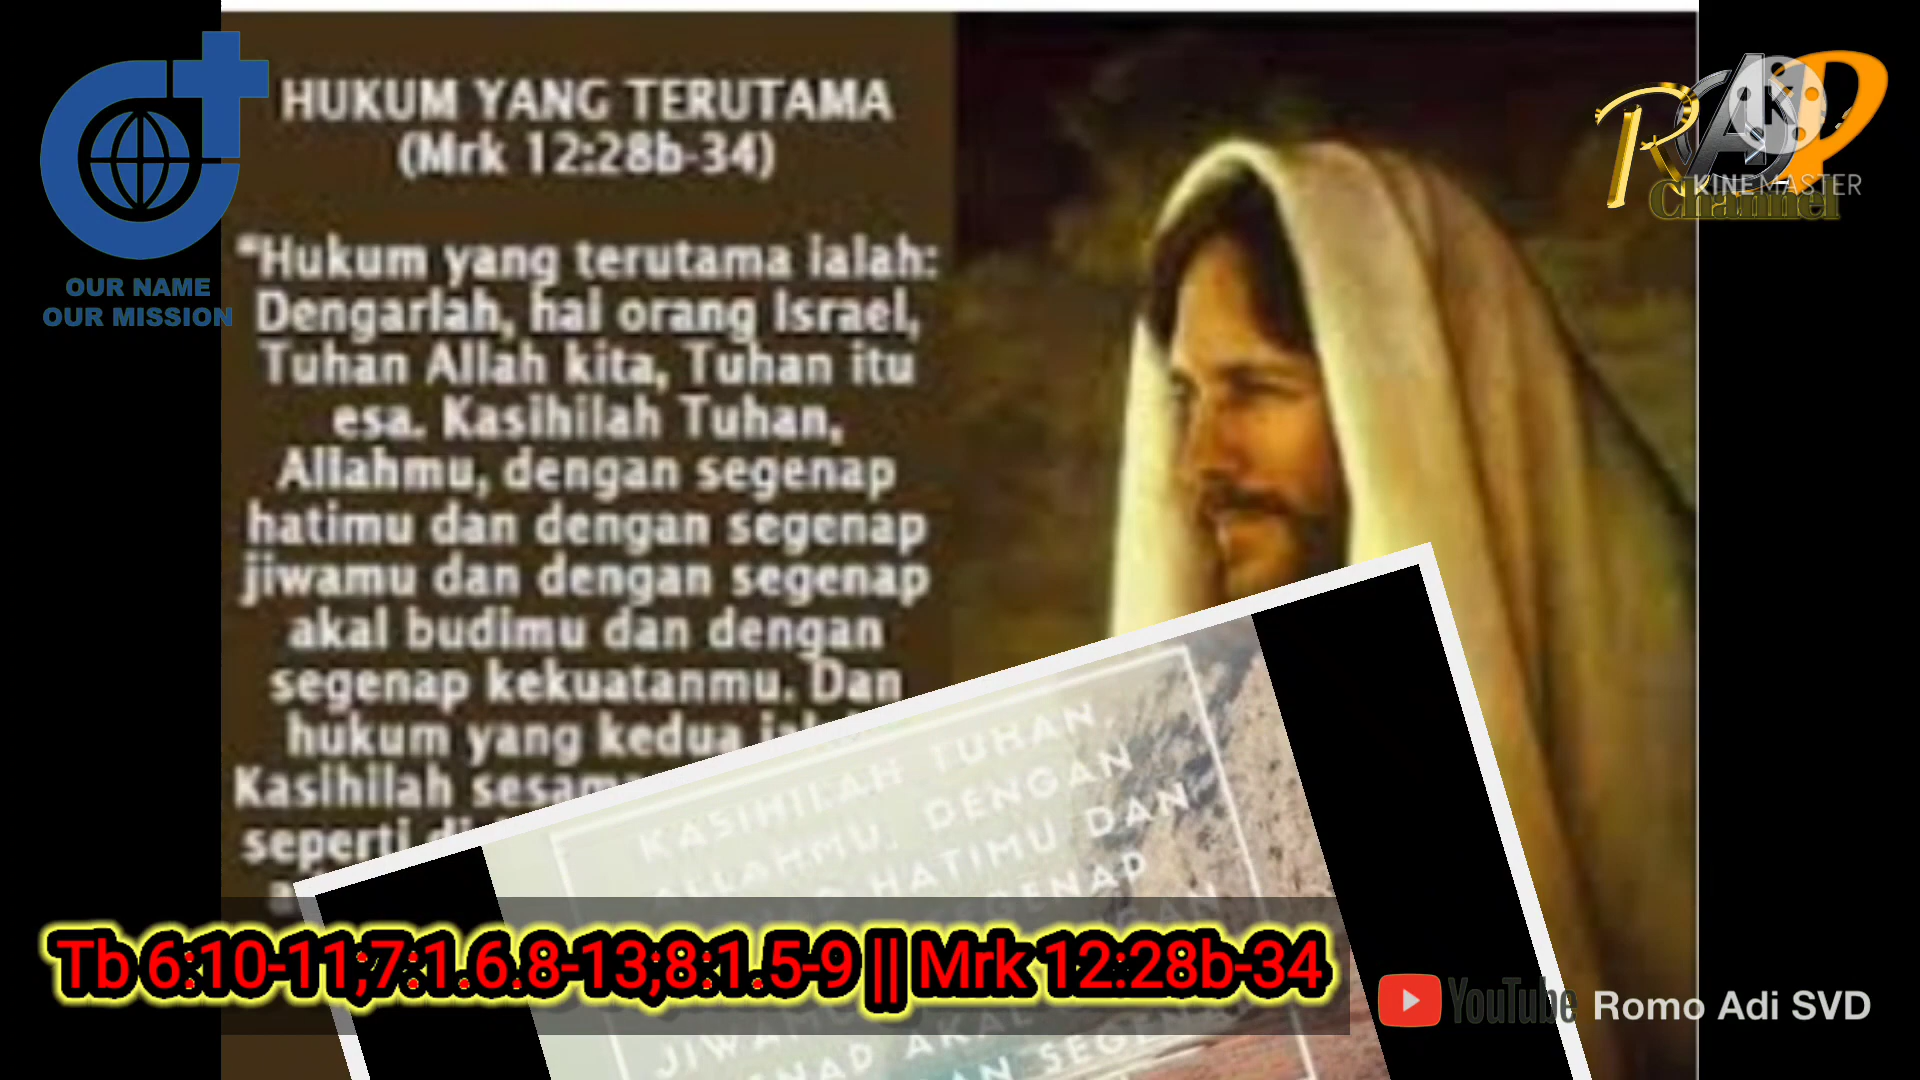 OUR NAME
OUR MISSION
HUKUM YANG TERUTAMA
(Mrk 12:28b-34)
"Hukum yang terutama ialah:
Dengarlah, hai orang Israel,
Tuhan Allah kita, Tuhan itu
esa. Kasihilah Tuhan,
Allahmu, dengan segenap
hatimu dan dengan segenap
jiwamu dan dengan segenap
akal budimu dan dengan
segenap kekuatanmu. Dan
hukum yang kedua
Kasihilah
seperti
RAP
Channel
KINEMASTER
KASIHILAH TUHAN,
ALLAHMU, DENGAN
HATIMU DAN
Tb 6:10-11;7:1.6.8-13;8:1.5-9 || Mrk 12:28b-34
YouTube Romo Adi SVD